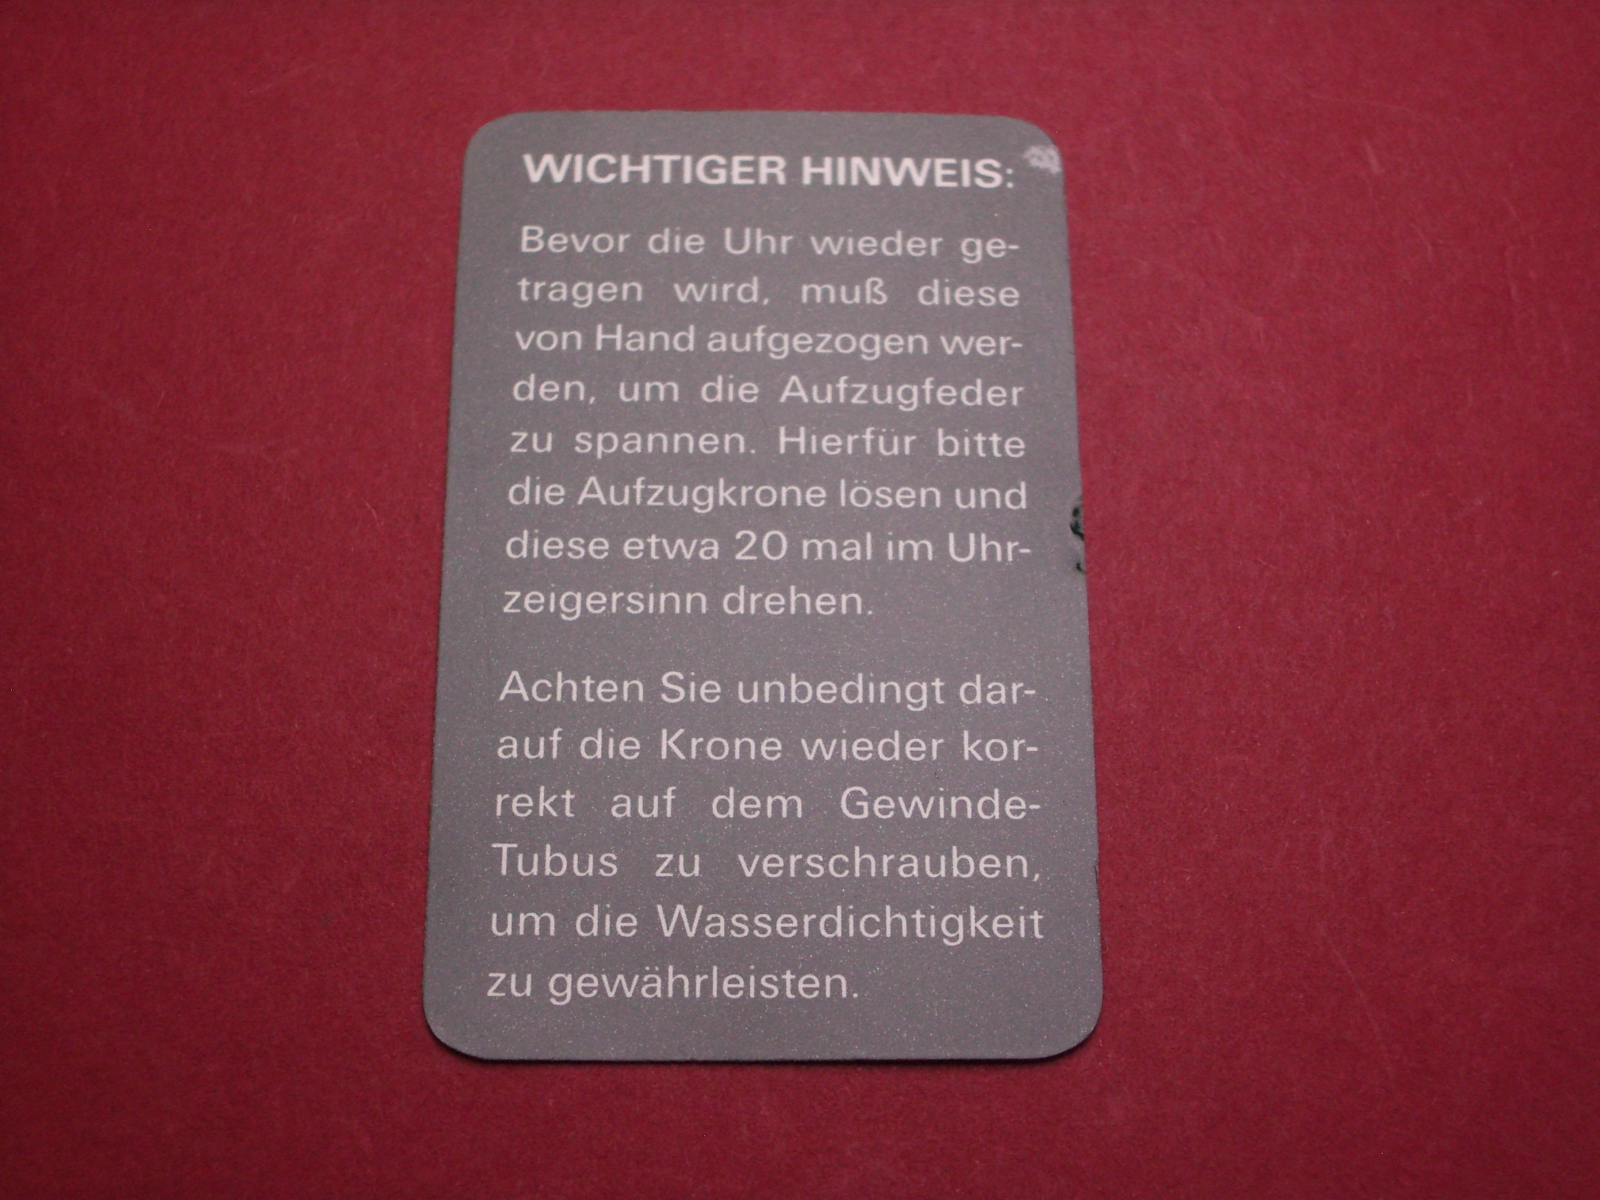 WICHTIGER HINWEIS:
Bevor die Uhr wieder ge-
tragen wird, muß diese
von Hand aufgezogen wer-
den, um die Aufzugfeder
zu spannen. Hierfür bitte
die Aufzugkrone lösen und
diese etwa 20 mal im Uhr-
zeigersinn drehen.
Achten Sie unbedingt dar-
auf die Krone wieder kor-
rekt auf dem Gewinde-
Tubus zu verschrauben,
um die Wasserdichtigkeit
zu gewährleisten.